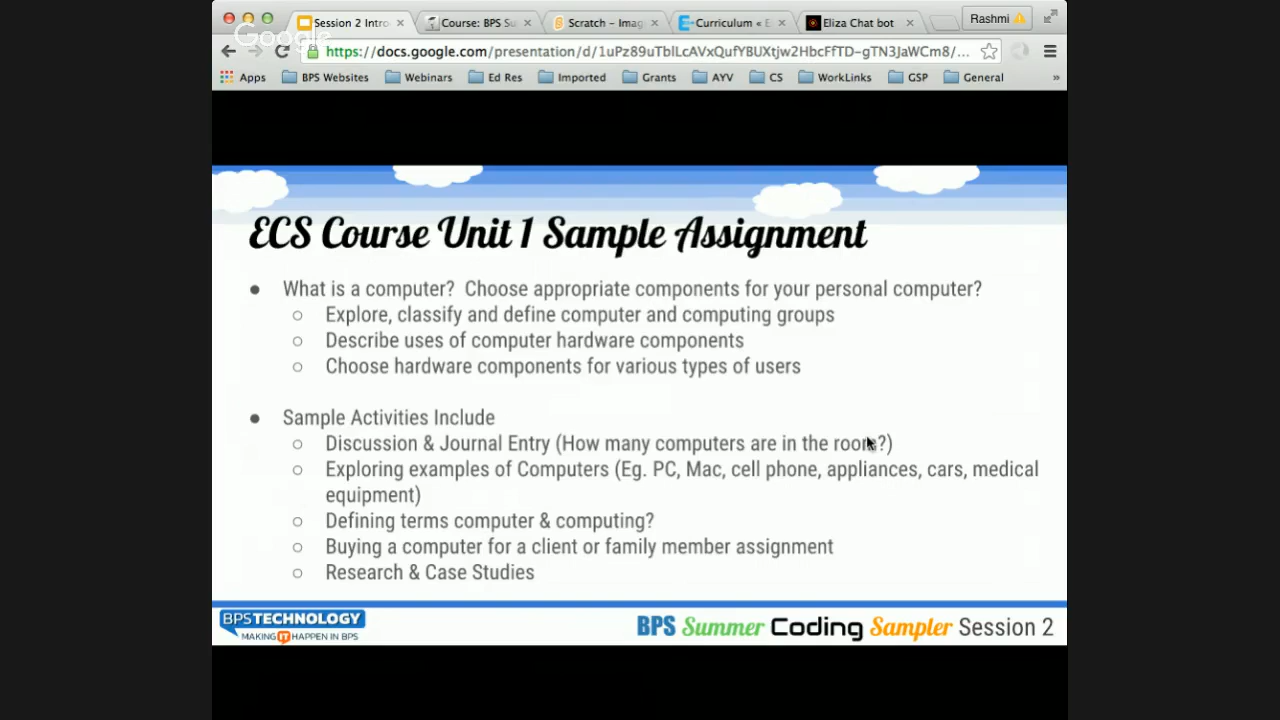 Session 2 Intro
Course: BPS Su
Scratch – Imag
Curriculum « E
Eliza Chat bot
Rashmi
Google
https://docs.google.com/presentation/d/1uPz89uTblLcAVxQufYBUXtjw2HbcFfTD-gTN3JaWCm8/...
Apps BPS Websites Webinars Ed Res Imported Grants AYV CS WorkLinks GSP General »
ECS Course Unit 1 Sample Assignment
● What is a computer? Choose appropriate components for your personal computer?
○ Explore, classify and define computer and computing groups
○ Describe uses of computer hardware components
○ Choose hardware components for various types of users
● Sample Activities Include
○ Discussion & Journal Entry (How many computers are in the room?)
○ Exploring examples of Computers (Eg. PC, Mac, cell phone, appliances, cars, medical
equipment)
○ Defining terms computer & computing?
○ Buying a computer for a client or family member assignment
○ Research & Case Studies
BPSTECHNOLOGY
MAKING IT HAPPEN IN BPS
BPS Summer Coding Sampler Session 2